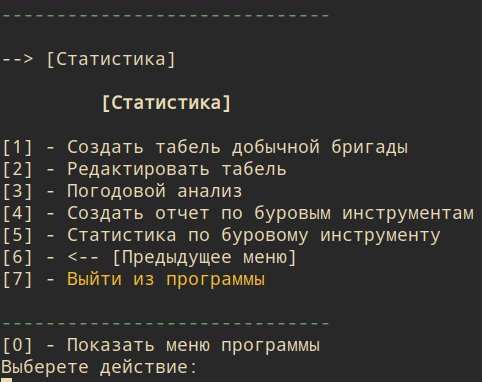 ------------------------------
--> [Статистика]
[Статистика]
[1] - Создать табель добычной бригады
[2] - Редактировать табель
[3] - Погодовой анализ
[4] - Создать отчет по буровым инструментам
[5] - Статистика по буровому инструменту
[6] - <-- [Предыдущее меню]
[7] - Выйти из программы
------------------------------
[0] - Показать меню программы
Выберете действие: